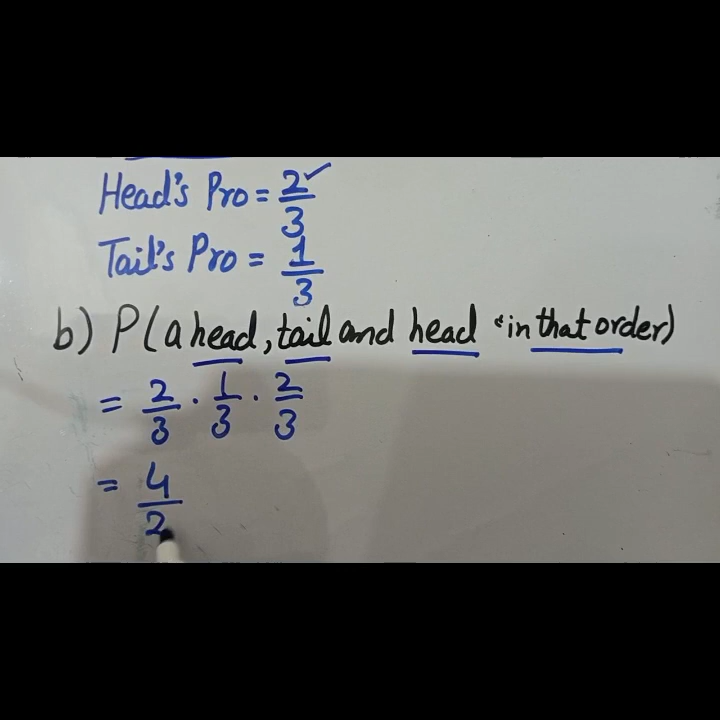 Head's Pro = 2/3
Tail's Pro = 1/3
b) P(a head, tail and head in that order)
= 2/3 . 1/3 . 2/3
= 4/2